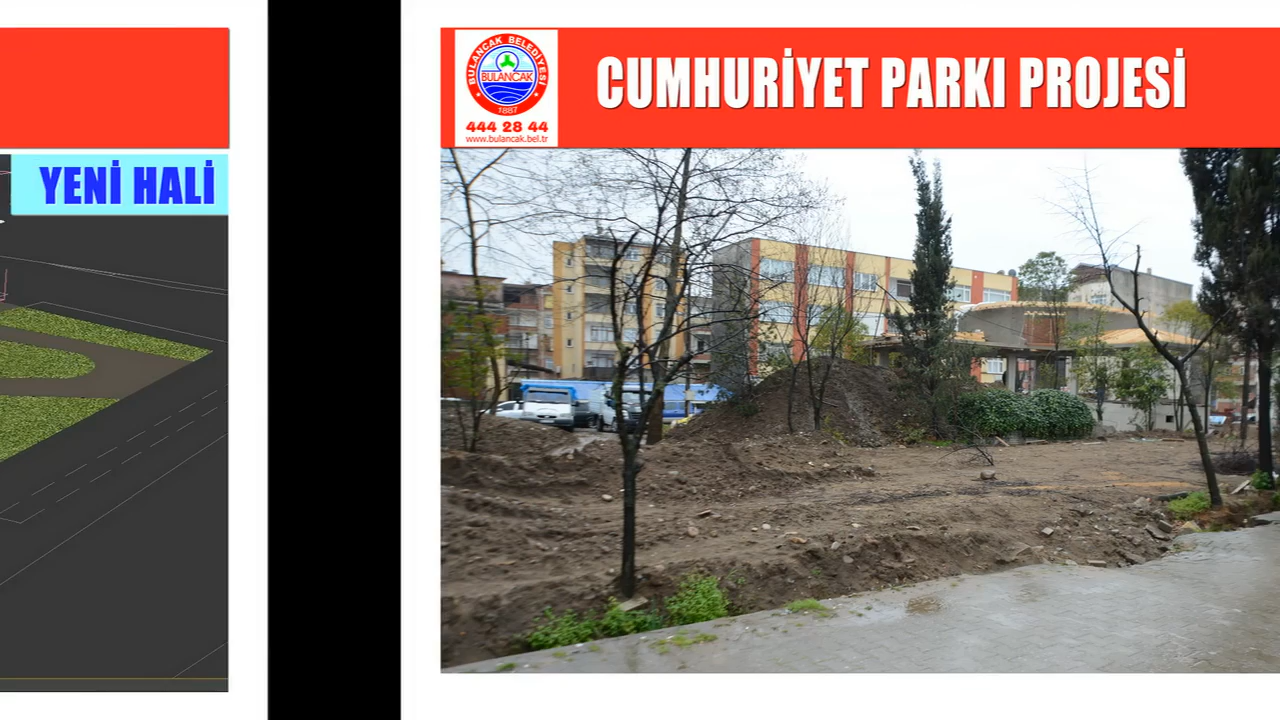 YENİ HALİ
BULANCAK BELEDİYESİ
BULANCAK
1887
444 28 44
www.bulancak.bel.tr
CUMHURİYET PARKI PROJESİ